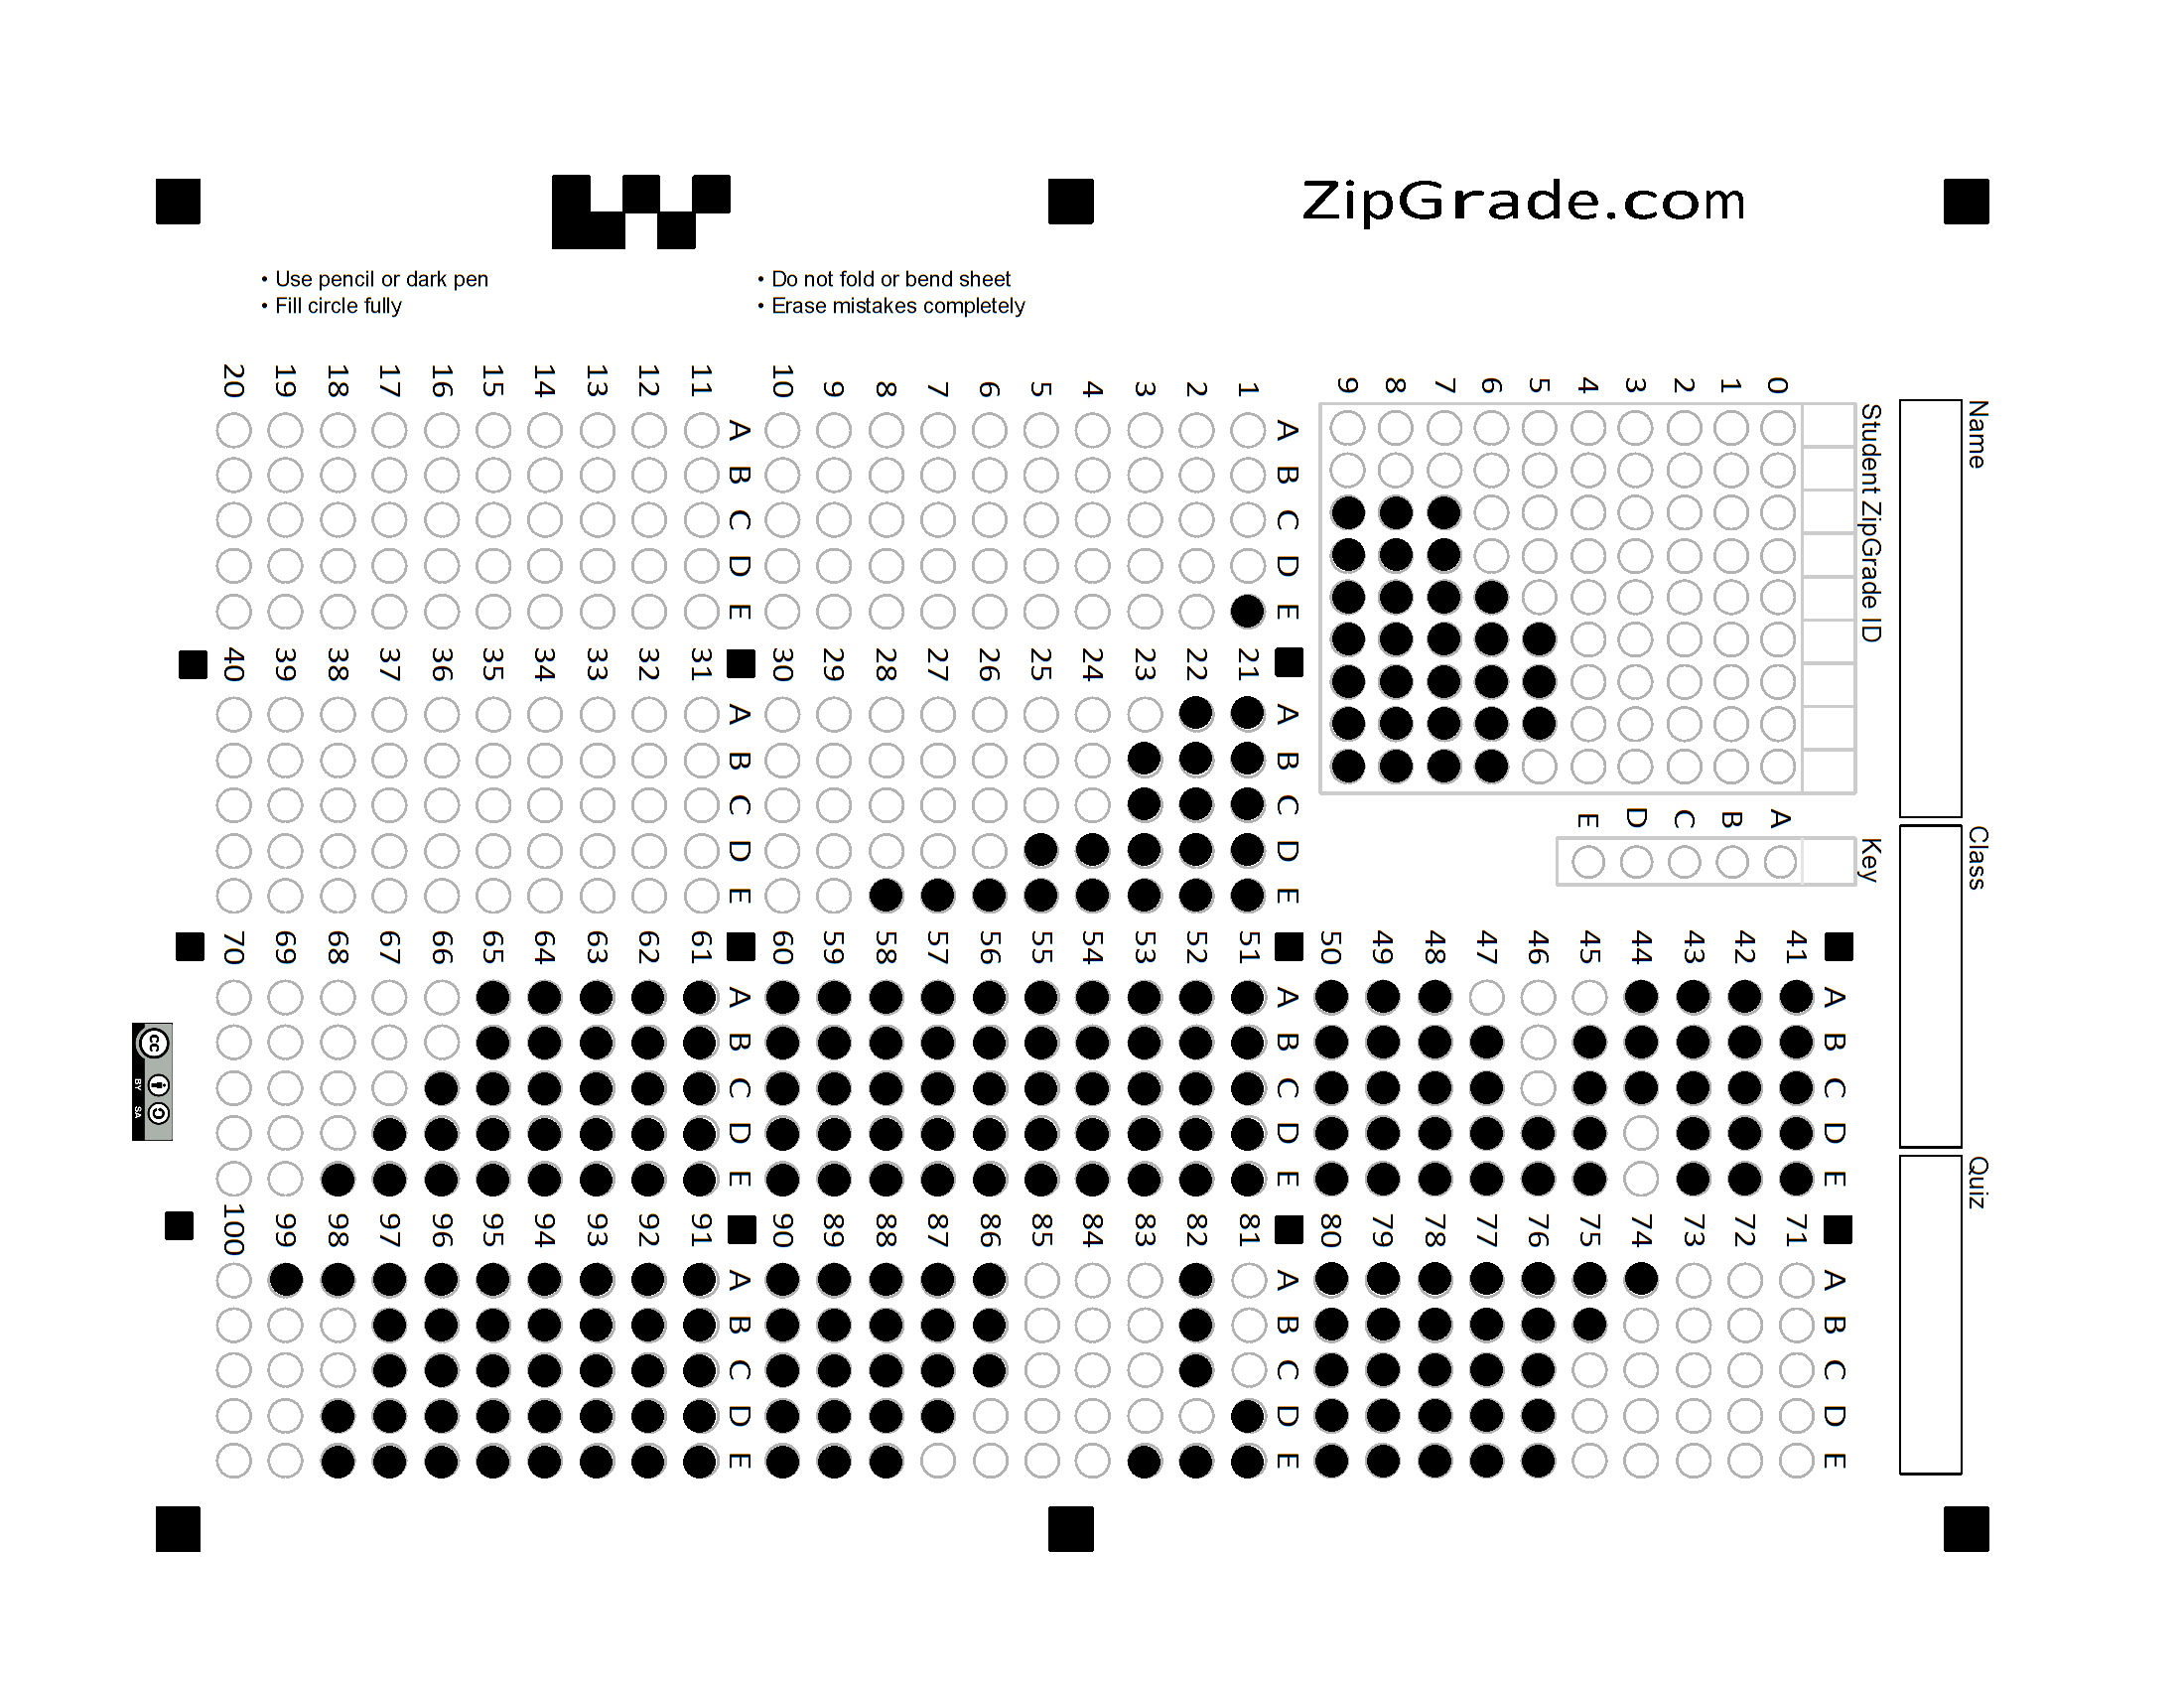 ZipGrade.com
• Use pencil or dark pen
• Fill circle fully
• Do not fold or bend sheet
• Erase mistakes completely
Name
Class
Quiz
Student ZipGrade ID
0 1 2 3 4 5 6 7 8 9
Key
A B C D E
1 2 3 4 5 6 7 8 9 10
A B C D E
11 12 13 14 15 16 17 18 19 20
A B C D E
21 22 23 24 25 26 27 28 29 30
A B C D E
31 32 33 34 35 36 37 38 39 40
A B C D E
41 42 43 44 45 46 47 48 49 50
A B C D E
51 52 53 54 55 56 57 58 59 60
A B C D E
61 62 63 64 65 66 67 68 69 70
A B C D E
71 72 73 74 75 76 77 78 79 80
A B C D E
81 82 83 84 85 86 87 88 89 90
A B C D E
91 92 93 94 95 96 97 98 99 100
A B C D E
cc
BY SA